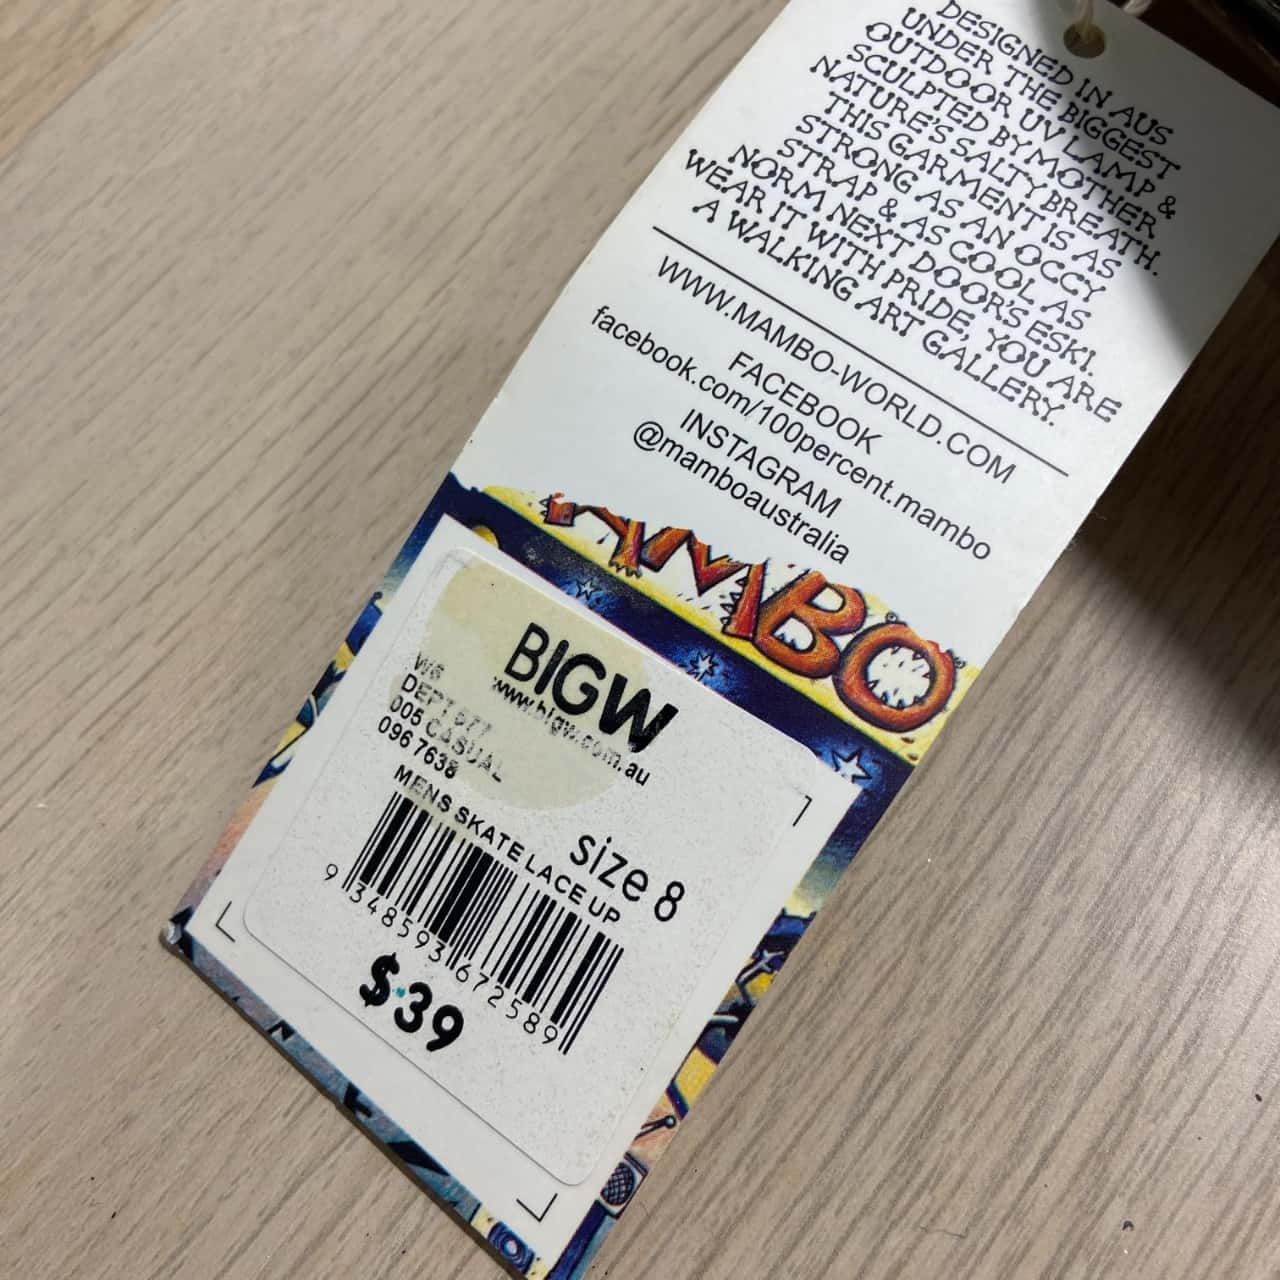 DESIGNED IN AUS
UNDER THE BIGGEST
OUTDOOR UV LAMP &
SCULPTED BY MOTHER
NATURE'S SALTY BREATH.
THIS GARMENT IS AS
STRONG AS AN OCCY
STRAP & AS COOL AS
NORM NEXT DOOR'S ESKI.
WEAR IT WITH PRIDE, YOU ARE
A WALKING ART GALLERY.
WWW.MAMBO-WORLD.COM
FACEBOOK
facebook.com/100percent.mambo
INSTAGRAM
@mamboaustralia
MAMBO
BIGW
www.bigw.com.au
W6
DEPT 077
005 CASUAL
096 7638
size 8
MENS SKATE LACE UP
9 348593 672589
$39